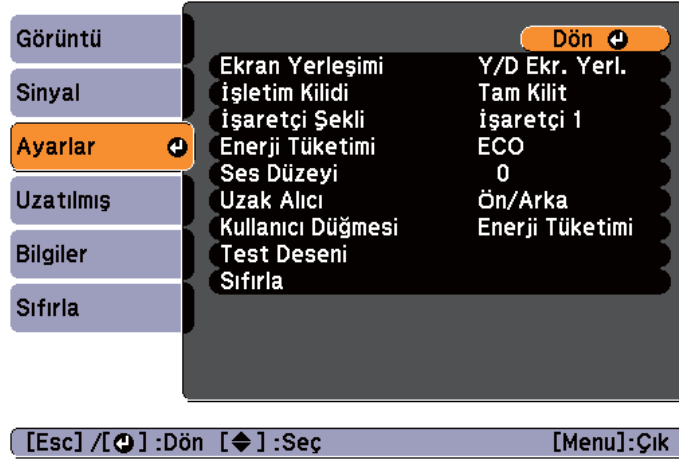 Görüntü
Sinyal
Ayarlar
Uzatılmış
Bilgiler
Sıfırla
Dön
Ekran Yerleşimi Y/D Ekr. Yerl.
İşletim Kilidi Tam Kilit
İşaretçi Şekli İşaretçi 1
Enerji Tüketimi ECO
Ses Düzeyi 0
Uzak Alıcı Ön/Arka
Kullanıcı Düğmesi Enerji Tüketimi
Test Deseni
Sıfırla
[Esc] /[ ] :Dön [ ] :Seç [Menu]:Çık